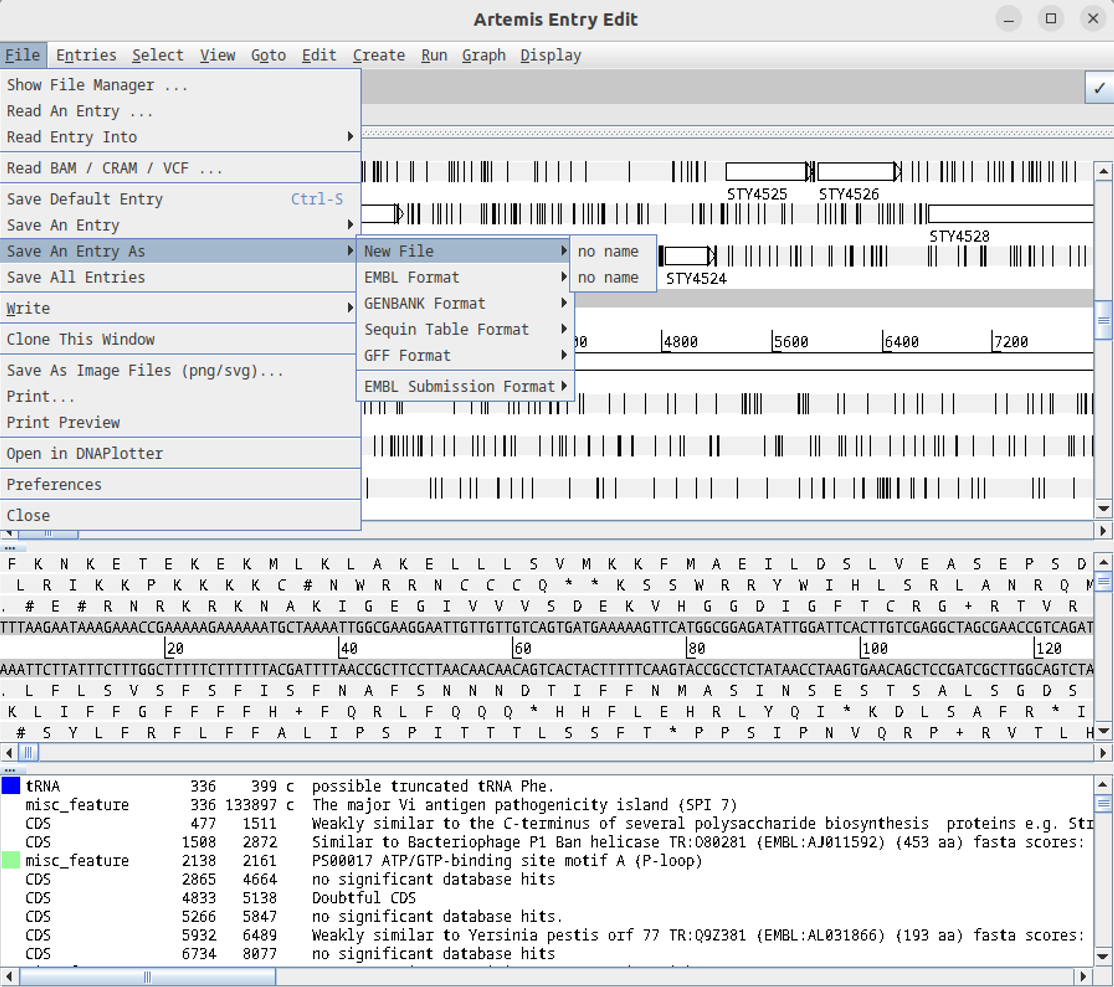 Artemis Entry Edit
File Entries Select View Goto Edit Create Run Graph Display
Show File Manager ...
Read An Entry ...
Read Entry Into
Read BAM / CRAM / VCF ...
Save Default Entry Ctrl-S
Save An Entry
Save An Entry As
Save All Entries
Write
Clone This Window
Save As Image Files (png/svg)...
Print...
Print Preview
Open in DNAPlotter
Preferences
Close
New File
EMBL Format
GENBANK Format
Sequin Table Format
GFF Format
EMBL Submission Format
no name
no name
STY4525 STY4526
STY4528
STY4524
4800 5600 6400 7200
F K N K E T E K E K M L K L A K E L L L S V M K K F M A E I L D S L V E A S E P S D
L R I K K P K K K K C # N W R R N C C C Q * * K S S W R R Y W I H L S R L A N R Q M
. # E # R N R K R K N A K I G E G I V V V S D E K V H G G D I G F T C R G + R T V R
TTTAAGAATAAAGAAACCGAAAAAGAAAAAATGCTAAAATTGGCGAAGGAATTGTTGTTGTCAGTGATGAAAAAGTTCATGGCGGAGATATTGGATTCACTTGTCGAGGCTAGCGAACCGTCAGAT
20 40 60 80 100 120
AAATTCTTATTTCTTTGGCTTTTTCTTTTTTACGATTTTAACCGCTTCCTTAACAACAACAGTCACTACTTTTTCAAGTACCGCCTCTATAACCTAAGTGAACAGCTCCGATCGCTTGGCAGTCTA
. L F L S V S F S F I S F N A F S N N N D T I F F N M A S I N S E S T S A L S G D S
K L I F F G F F F F H + F Q R L F Q Q Q * H H F L E H R L Y Q I * K D L S A F R * I
# S Y L F R F L F F A L I P S P I T T T L S S F T * P P S I P N V Q R P + R V T L H
tRNA 336 399 c possible truncated tRNA Phe.
misc_feature 336 133897 c The major Vi antigen pathogenicity island (SPI 7)
CDS 477 1511 Weakly similar to the C-terminus of several polysaccharide biosynthesis proteins e.g. Str
CDS 1508 2872 Similar to Bacteriophage P1 Ban helicase TR:O80281 (EMBL:AJ011592) (453 aa) fasta scores:
misc_feature 2138 2161 PS00017 ATP/GTP-binding site motif A (P-loop)
CDS 2865 4664 no significant database hits
CDS 4833 5138 Doubtful CDS
CDS 5266 5847 no significant database hits.
CDS 5932 6489 Weakly similar to Yersinia pestis orf 77 TR:Q9Z381 (EMBL:AL031866) (193 aa) fasta scores:
CDS 6734 8077 no significant database hits